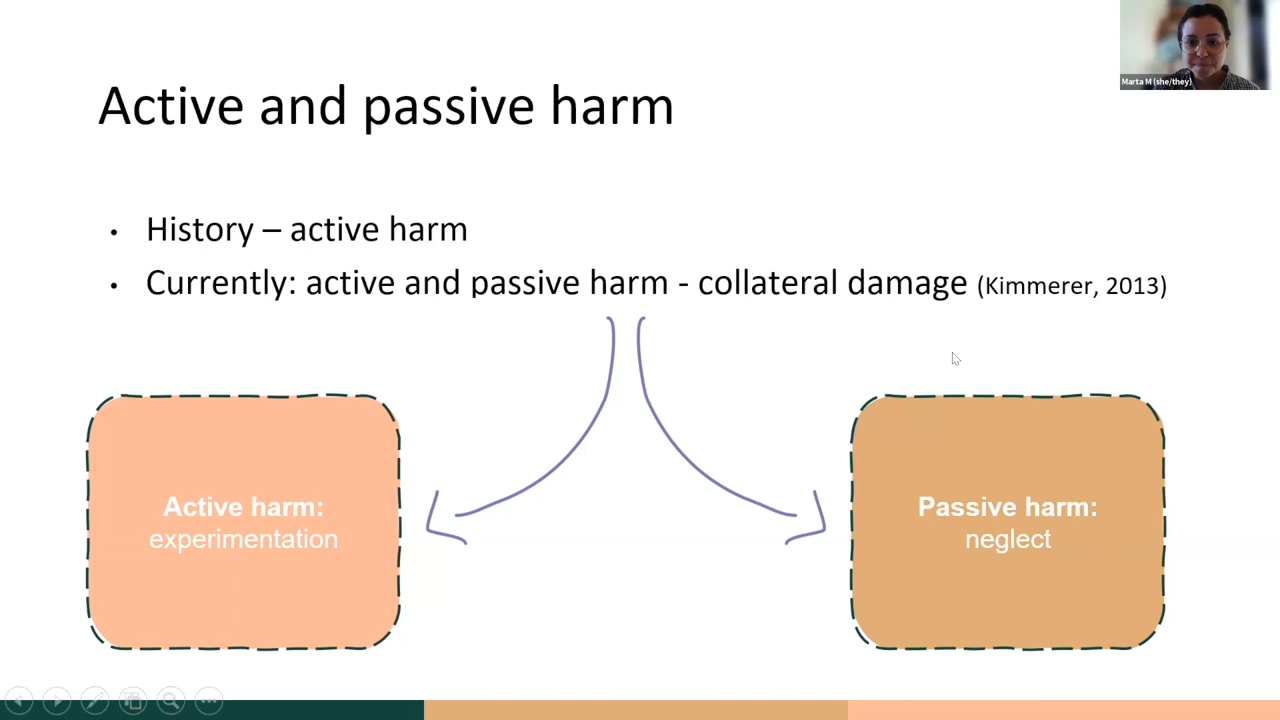 Marta M (she/they)
Active and passive harm
• History – active harm
• Currently: active and passive harm - collateral damage (Kimmerer, 2013)
Active harm:
experimentation
Passive harm:
neglect